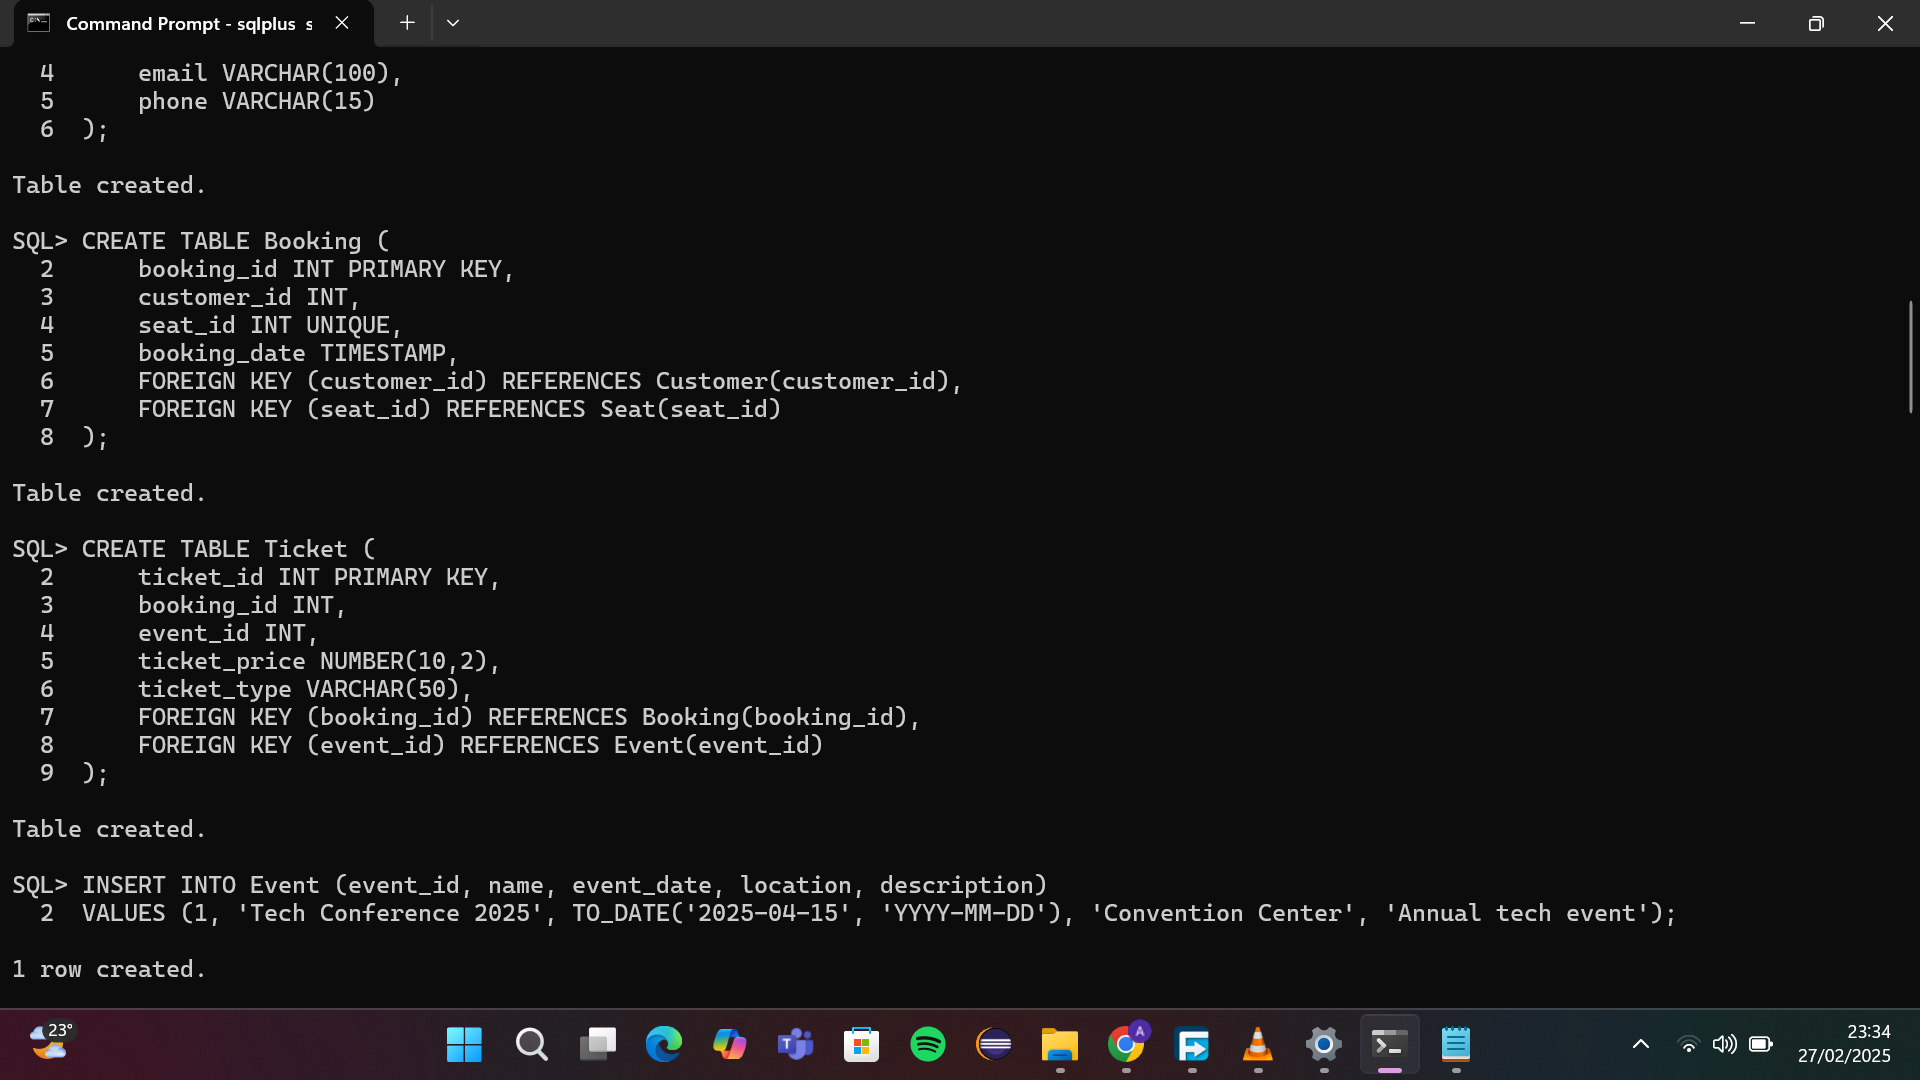 Command Prompt - sqlplus s
4 email VARCHAR(100),
5 phone VARCHAR(15)
6 );
Table created.
SQL> CREATE TABLE Booking (
2 booking_id INT PRIMARY KEY,
3 customer_id INT,
4 seat_id INT UNIQUE,
5 booking_date TIMESTAMP,
6 FOREIGN KEY (customer_id) REFERENCES Customer(customer_id),
7 FOREIGN KEY (seat_id) REFERENCES Seat(seat_id)
8 );
Table created.
SQL> CREATE TABLE Ticket (
2 ticket_id INT PRIMARY KEY,
3 booking_id INT,
4 event_id INT,
5 ticket_price NUMBER(10,2),
6 ticket_type VARCHAR(50),
7 FOREIGN KEY (booking_id) REFERENCES Booking(booking_id),
8 FOREIGN KEY (event_id) REFERENCES Event(event_id)
9 );
Table created.
SQL> INSERT INTO Event (event_id, name, event_date, location, description)
2 VALUES (1, 'Tech Conference 2025', TO_DATE('2025-04-15', 'YYYY-MM-DD'), 'Convention Center', 'Annual tech event');
1 row created.
23°
A
T
23:34
27/02/2025